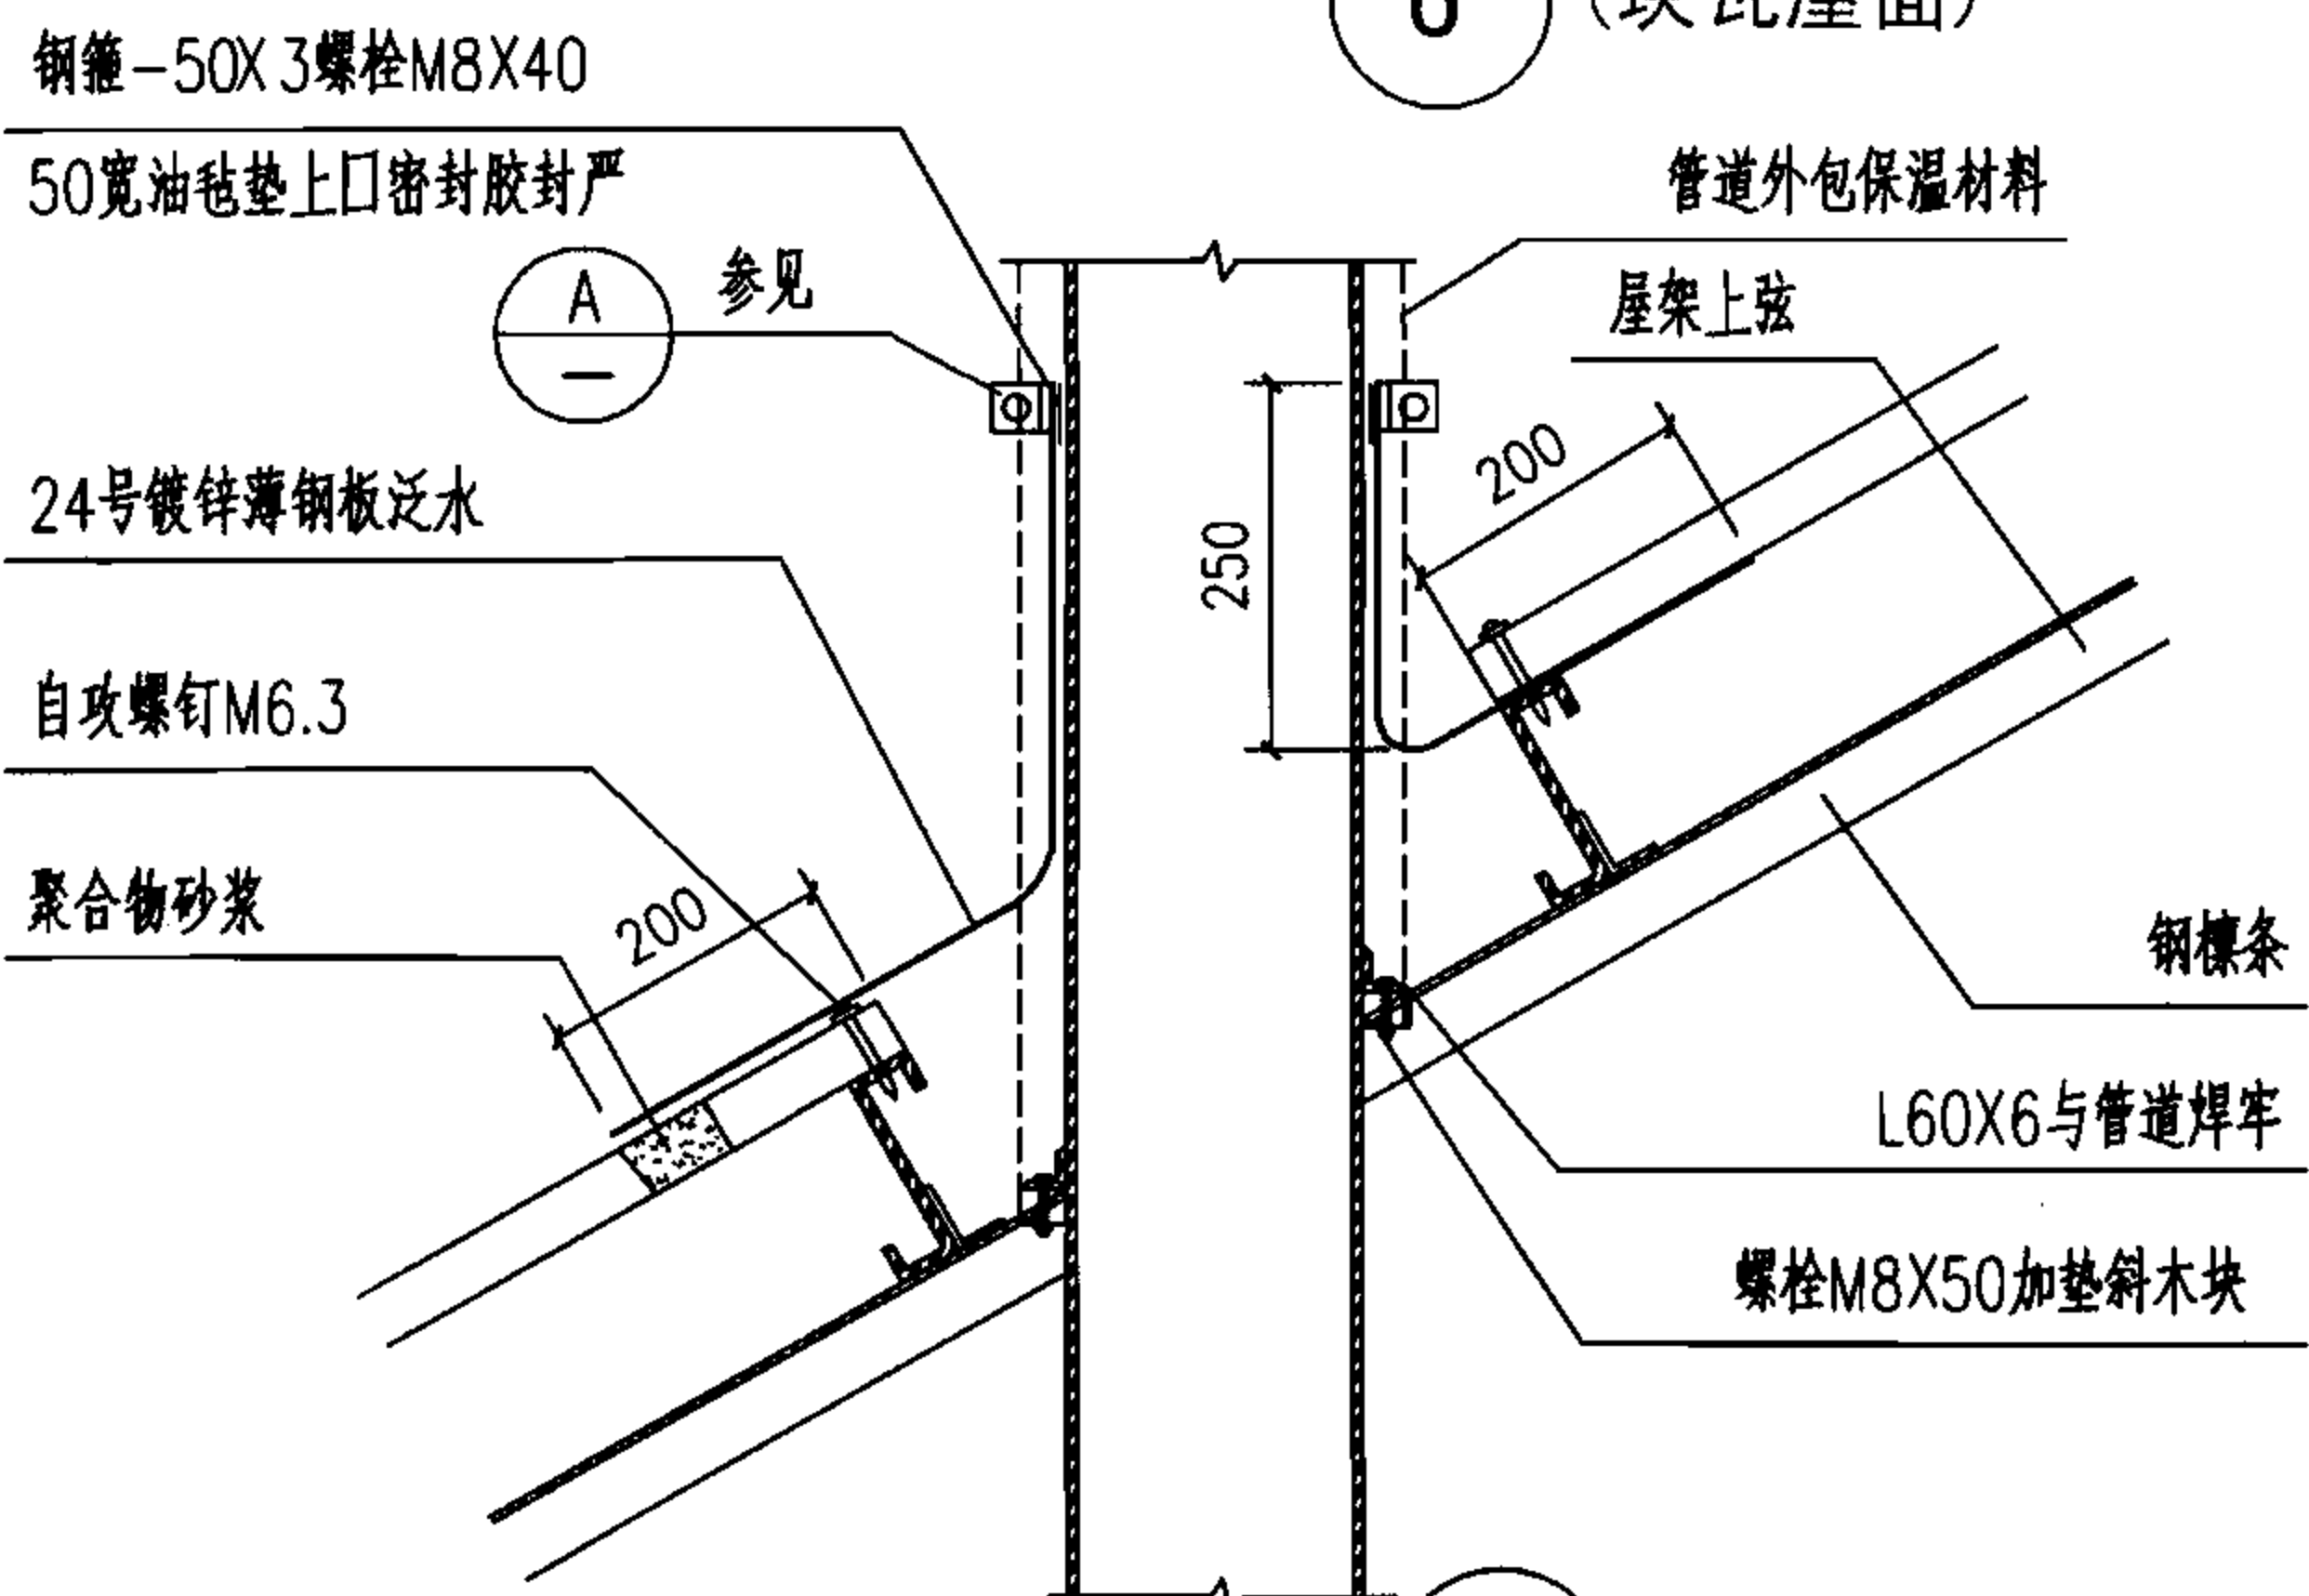 (块瓦屋面)
钢箍-50X3螺栓M8X40
50宽油毡垫上口密封胶封严
管道外包保温材料
A
参见
屋架上弦
200
24号镀锌薄钢板泛水
250
自攻螺钉M6.3
聚合物砂浆
200
钢檩条
L60X6与管道焊牢
螺栓M8X50加垫斜木块